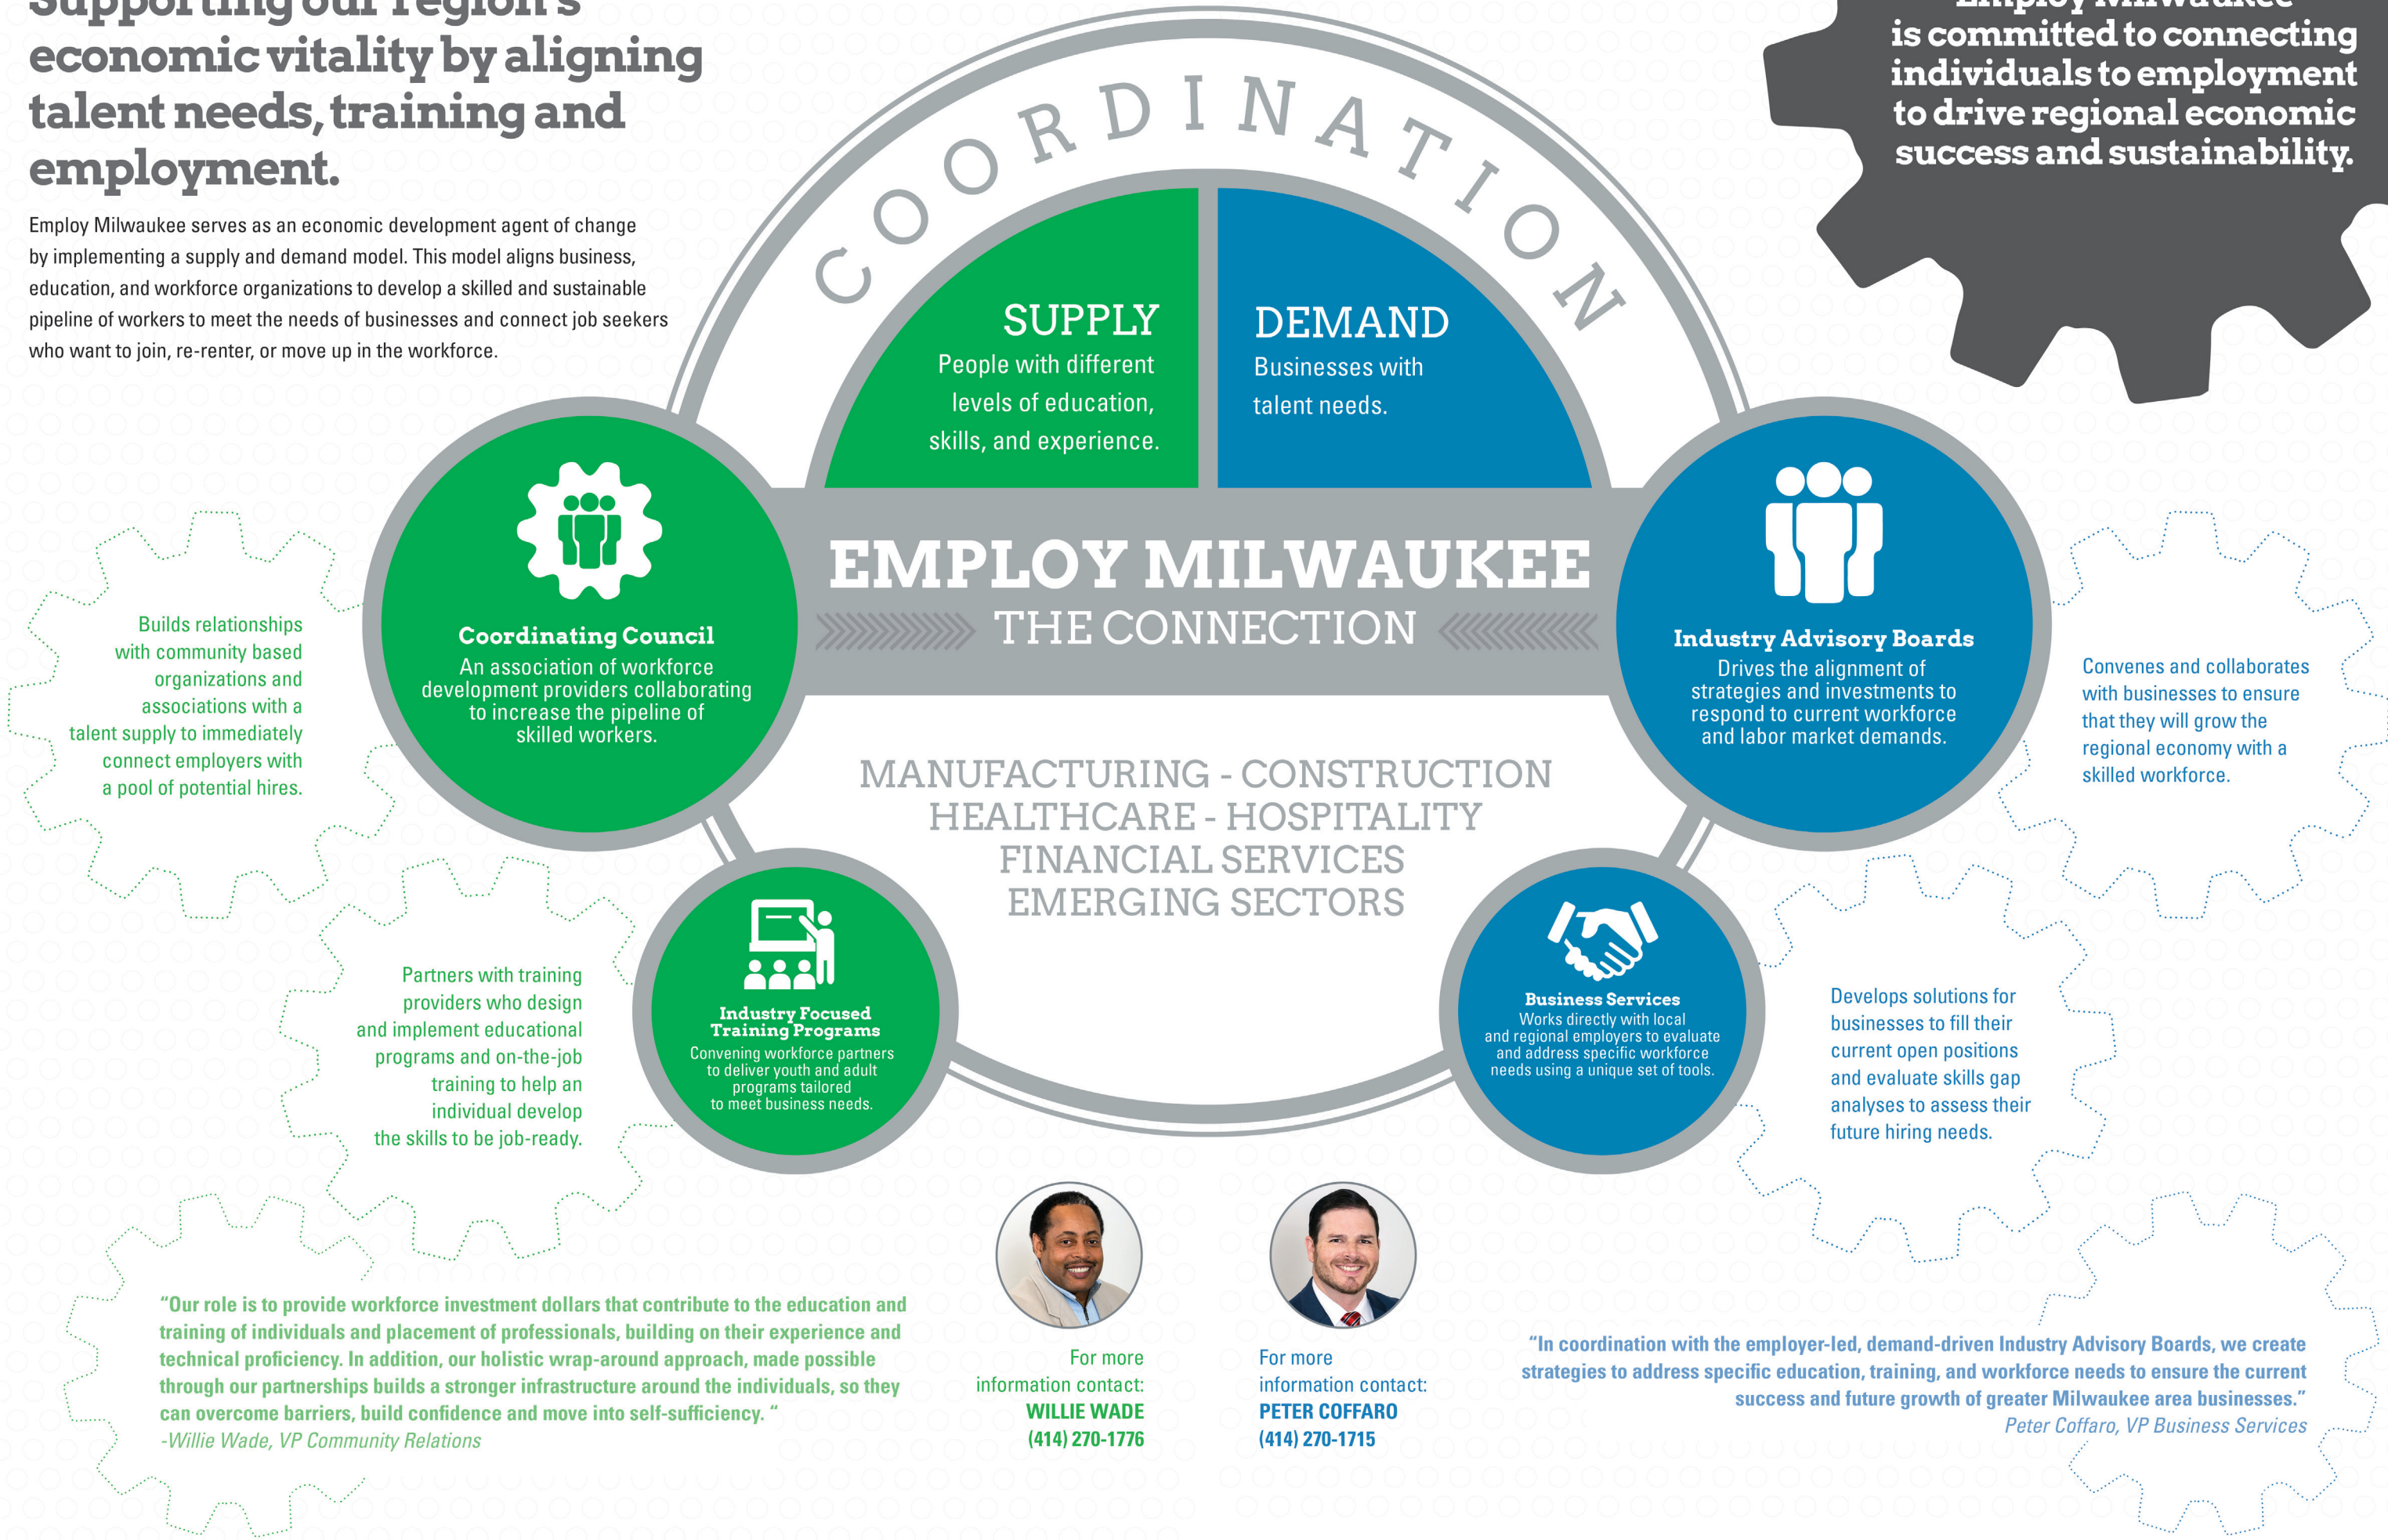 Supporting our region's
economic vitality by aligning
talent needs, training and
employment.
Employ Milwaukee serves as an economic development agent of change
by implementing a supply and demand model. This model aligns business,
education, and workforce organizations to develop a skilled and sustainable
pipeline of workers to meet the needs of businesses and connect job seekers
who want to join, re-renter, or move up in the workforce.
Employ Milwaukee
is committed to connecting
individuals to employment
to drive regional economic
success and sustainability.
COORDINATION
SUPPLY
People with different
levels of education,
skills, and experience.
DEMAND
Businesses with
talent needs.
EMPLOY MILWAUKEE
THE CONNECTION
Coordinating Council
An association of workforce
development providers collaborating
to increase the pipeline of
skilled workers.
Industry Advisory Boards
Drives the alignment of
strategies and investments to
respond to current workforce
and labor market demands.
Builds relationships
with community based
organizations and
associations with a
talent supply to immediately
connect employers with
a pool of potential hires.
Convenes and collaborates
with businesses to ensure
that they will grow the
regional economy with a
skilled workforce.
MANUFACTURING - CONSTRUCTION
HEALTHCARE - HOSPITALITY
FINANCIAL SERVICES
EMERGING SECTORS
Partners with training
providers who design
and implement educational
programs and on-the-job
training to help an
individual develop
the skills to be job-ready.
Industry Focused
Training Programs
Convening workforce partners
to deliver youth and adult
programs tailored
to meet business needs.
Business Services
Works directly with local
and regional employers to evaluate
and address specific workforce
needs using a unique set of tools.
Develops solutions for
businesses to fill their
current open positions
and evaluate skills gap
analyses to assess their
future hiring needs.
“Our role is to provide workforce investment dollars that contribute to the education and
training of individuals and placement of professionals, building on their experience and
technical proficiency. In addition, our holistic wrap-around approach, made possible
through our partnerships builds a stronger infrastructure around the individuals, so they
can overcome barriers, build confidence and move into self-sufficiency. “
-Willie Wade, VP Community Relations
For more
information contact:
WILLIE WADE
(414) 270-1776
For more
information contact:
PETER COFFARO
(414) 270-1715
“In coordination with the employer-led, demand-driven Industry Advisory Boards, we create
strategies to address specific education, training, and workforce needs to ensure the current
success and future growth of greater Milwaukee area businesses.”
Peter Coffaro, VP Business Services